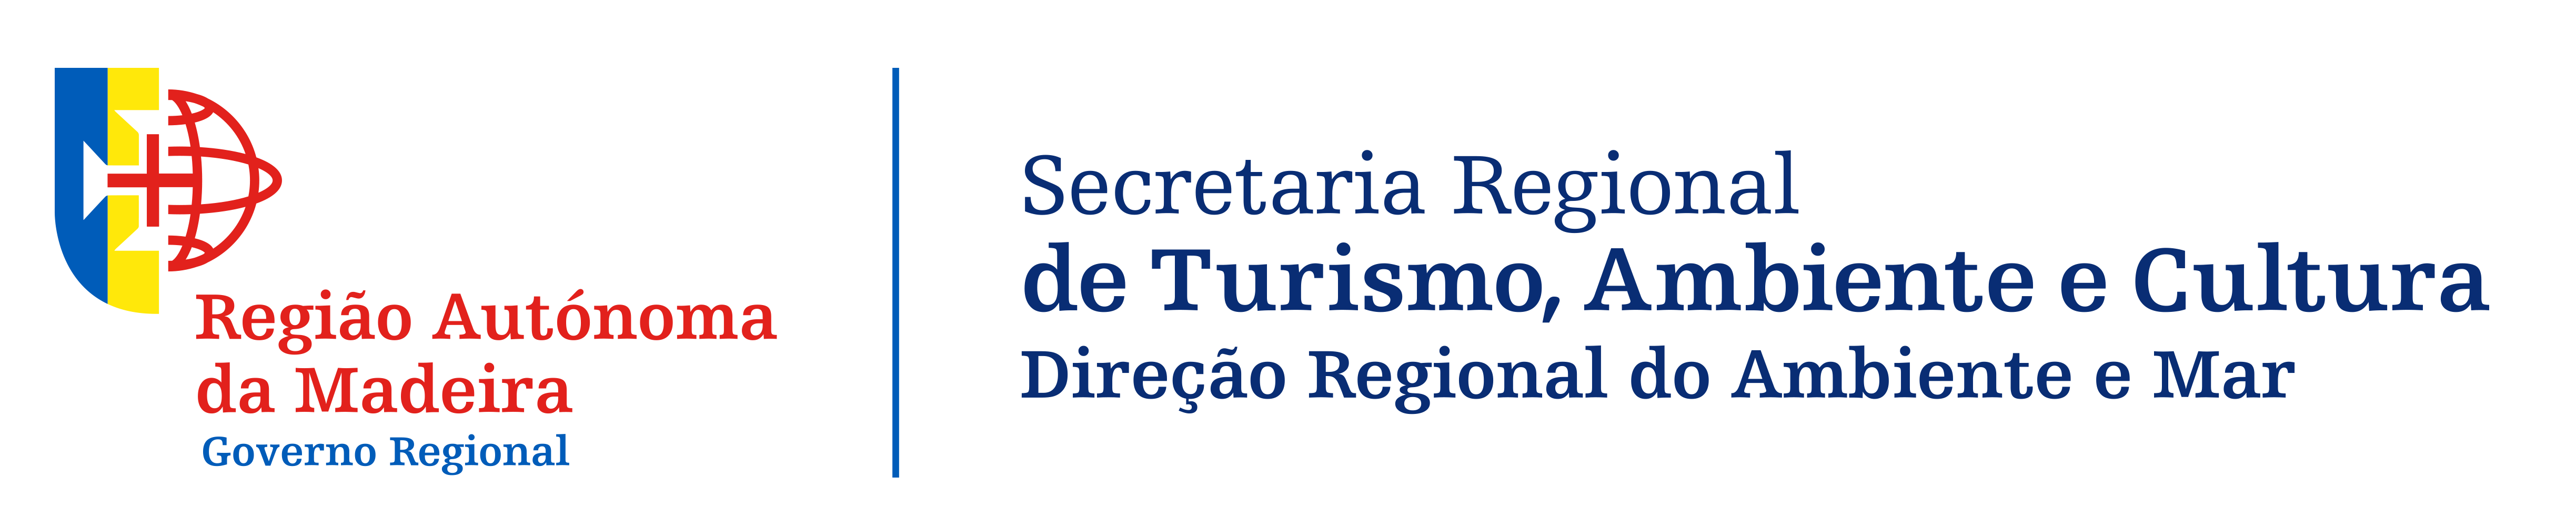 Região Autónoma
da Madeira
Governo Regional
Secretaria Regional
de Turismo, Ambiente e Cultura
Direção Regional do Ambiente e Mar